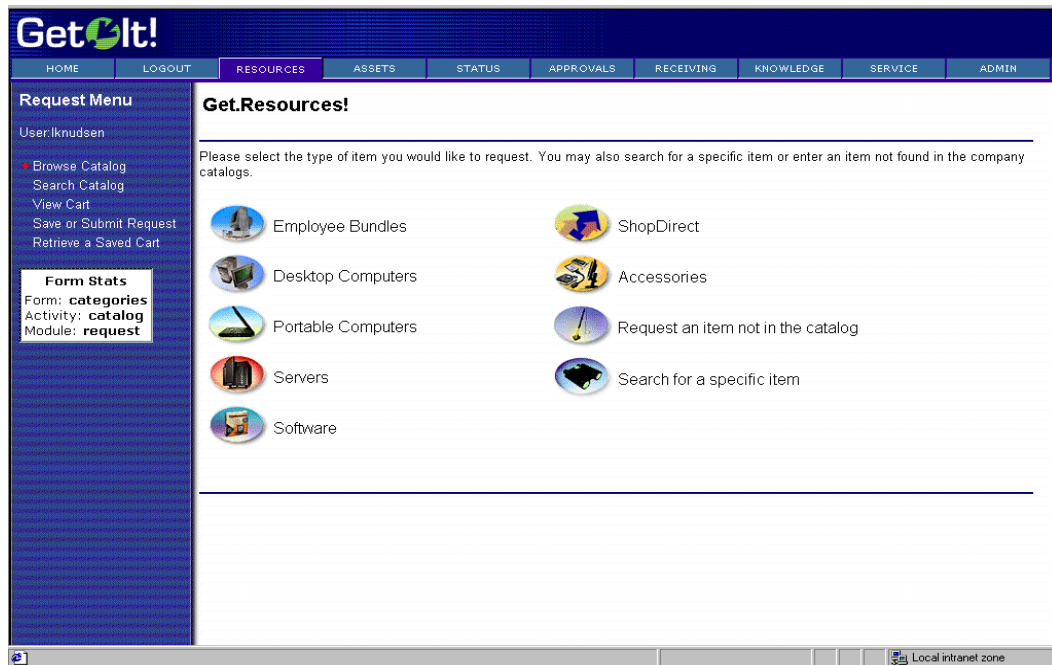 Get It!
HOME LOGOUT RESOURCES ASSETS STATUS APPROVALS RECEIVING KNOWLEDGE SERVICE ADMIN
Request Menu
User:lknudsen
Browse Catalog
Search Catalog
View Cart
Save or Submit Request
Retrieve a Saved Cart
Form Stats
Form: categories
Activity: catalog
Module: request
Get.Resources!
Please select the type of item you would like to request. You may also search for a specific item or enter an item not found in the company
catalogs.
Employee Bundles
ShopDirect
Desktop Computers
Accessories
Portable Computers
Request an item not in the catalog
Servers
Search for a specific item
Software
Local intranet zone